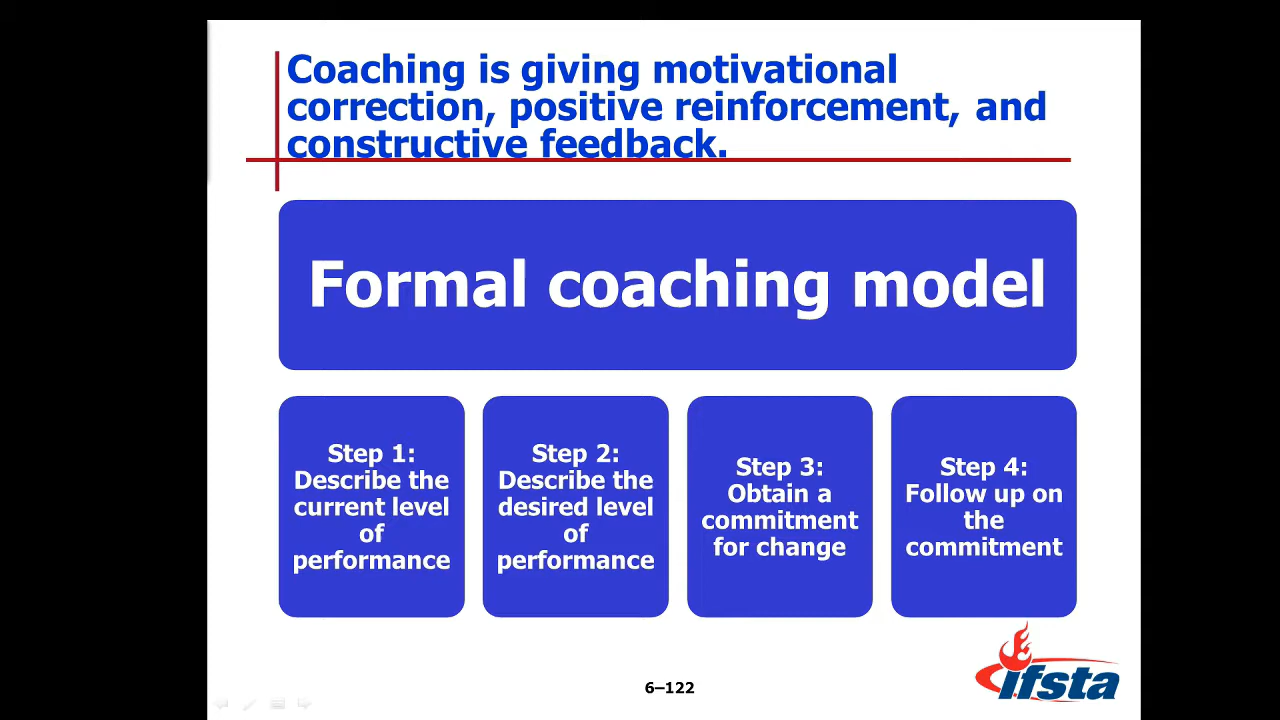 Coaching is giving motivational
correction, positive reinforcement, and
constructive feedback.
Formal coaching model
Step 1:
Describe the
current level
of
performance
Step 2:
Describe the
desired level
of
performance
Step 3:
Obtain a
commitment
for change
Step 4:
Follow up on
the
commitment
6–122
ifsta